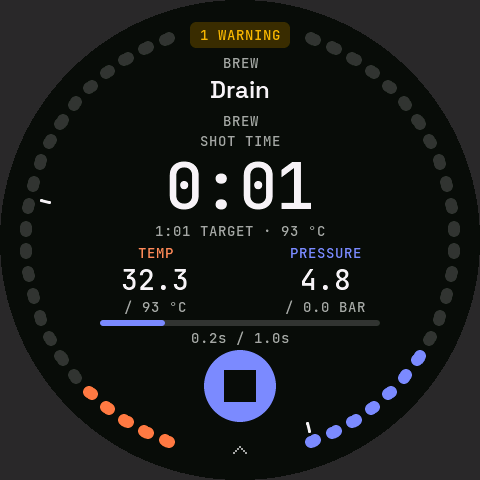 1 WARNING
BREW
Drain
BREW
SHOT TIME
0:01
1:01 TARGET · 93 °C
TEMP PRESSURE
32.3 4.8
/ 93 °C / 0.0 BAR
0.2s / 1.0s